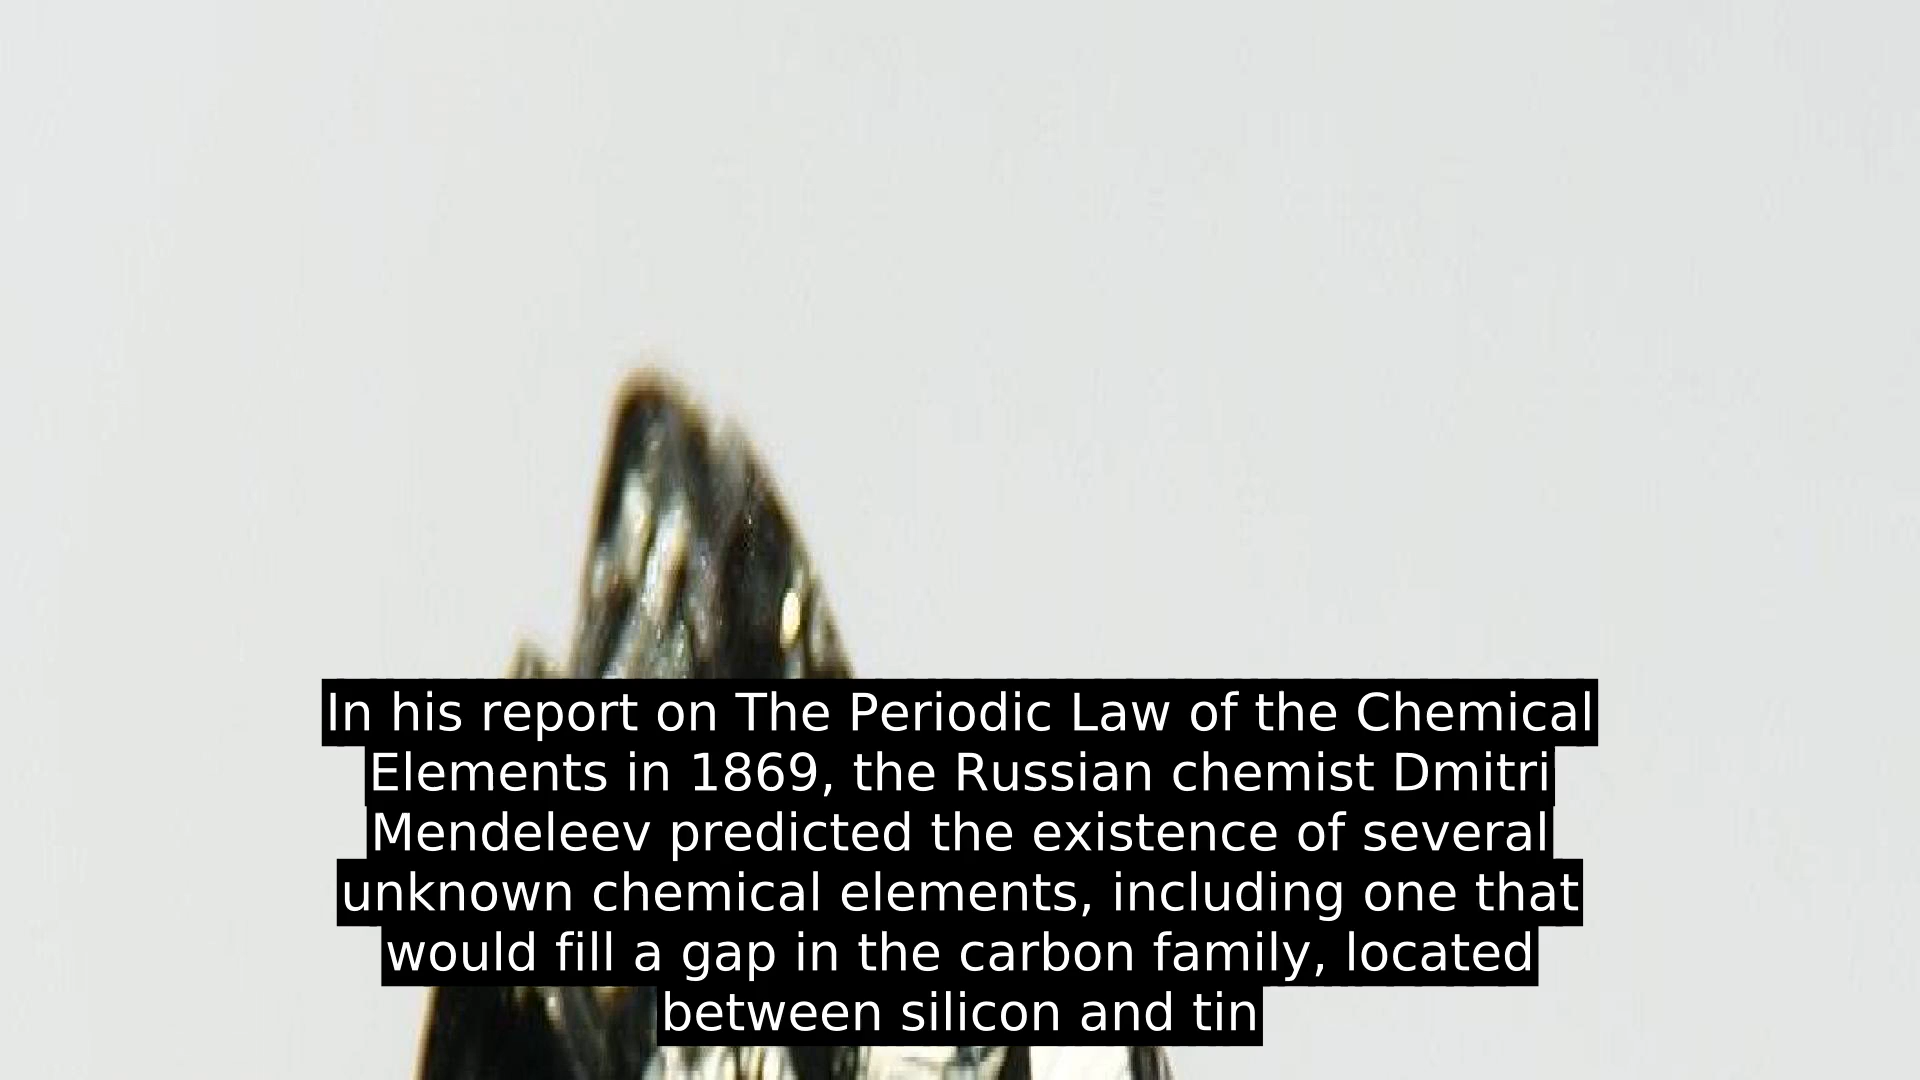 In his report on The Periodic Law of the Chemical
Elements in 1869, the Russian chemist Dmitri
Mendeleev predicted the existence of several
unknown chemical elements, including one that
would fill a gap in the carbon family, located
between silicon and tin